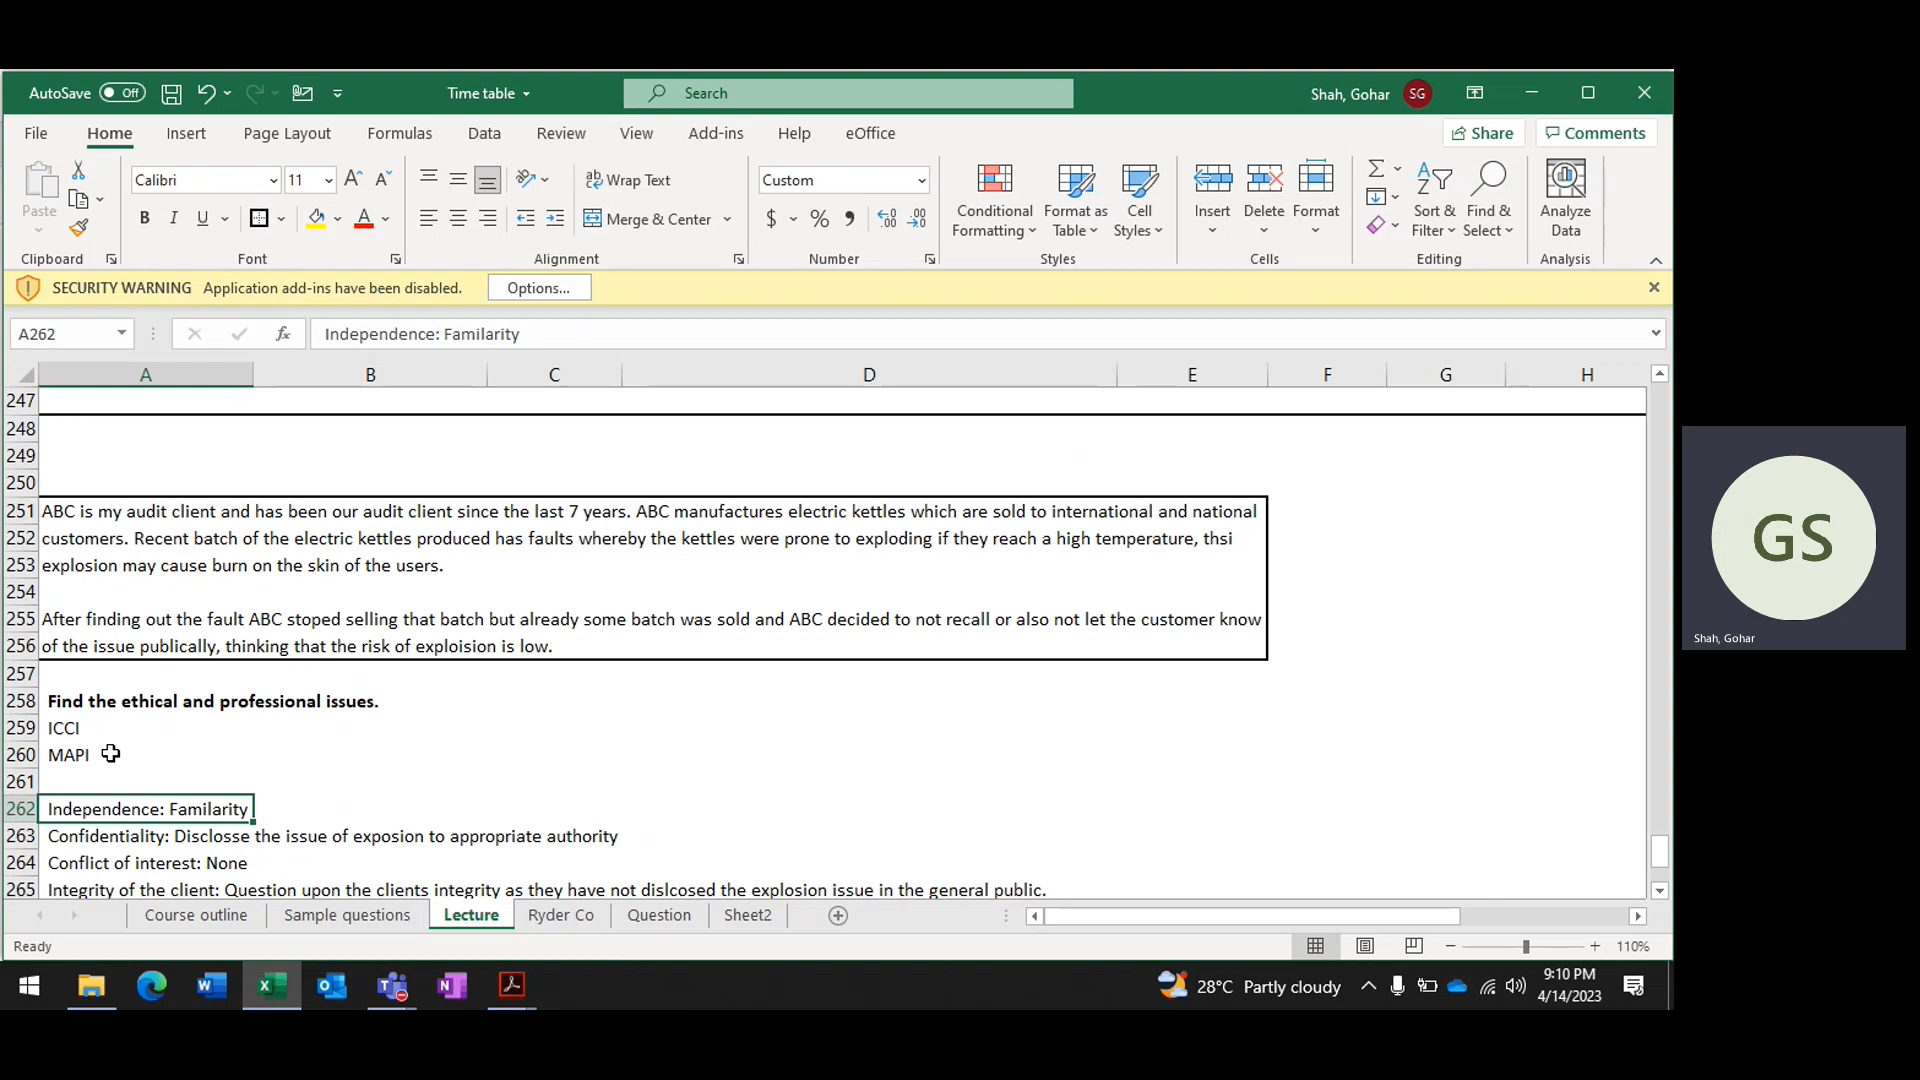 AutoSave Off Time table Search Shah, Gohar SG
File Home Insert Page Layout Formulas Data Review View Add-ins Help eOffice Share Comments
Paste Calibri 11 Wrap Text Custom
B I U Merge & Center $ %
Conditional Formatting Format as Table Cell Styles Insert Delete Format Sort & Filter Find & Select Analyze Data
Clipboard Font Alignment Number Styles Cells Editing Analysis
SECURITY WARNING Application add-ins have been disabled. Options...
A262 fx Independence: Familarity
A B C D E F G H
247
248
249
250
251 ABC is my audit client and has been our audit client since the last 7 years. ABC manufactures electric kettles which are sold to international and national
252 customers. Recent batch of the electric kettles produced has faults whereby the kettles were prone to exploding if they reach a high temperature, thsi
253 explosion may cause burn on the skin of the users.
254
255 After finding out the fault ABC stoped selling that batch but already some batch was sold and ABC decided to not recall or also not let the customer know
256 of the issue publically, thinking that the risk of exploision is low.
257
258 Find the ethical and professional issues.
259 ICCI
260 MAPI
261
262 Independence: Familarity
263 Confidentiality: Disclosse the issue of exposion to appropriate authority
264 Conflict of interest: None
265 Integrity of the client: Question upon the clients integrity as they have not dislcosed the explosion issue in the general public.
Course outline Sample questions Lecture Ryder Co Question Sheet2
Ready 110%
28°C Partly cloudy 9:10 PM
4/14/2023
GS
Shah, Gohar